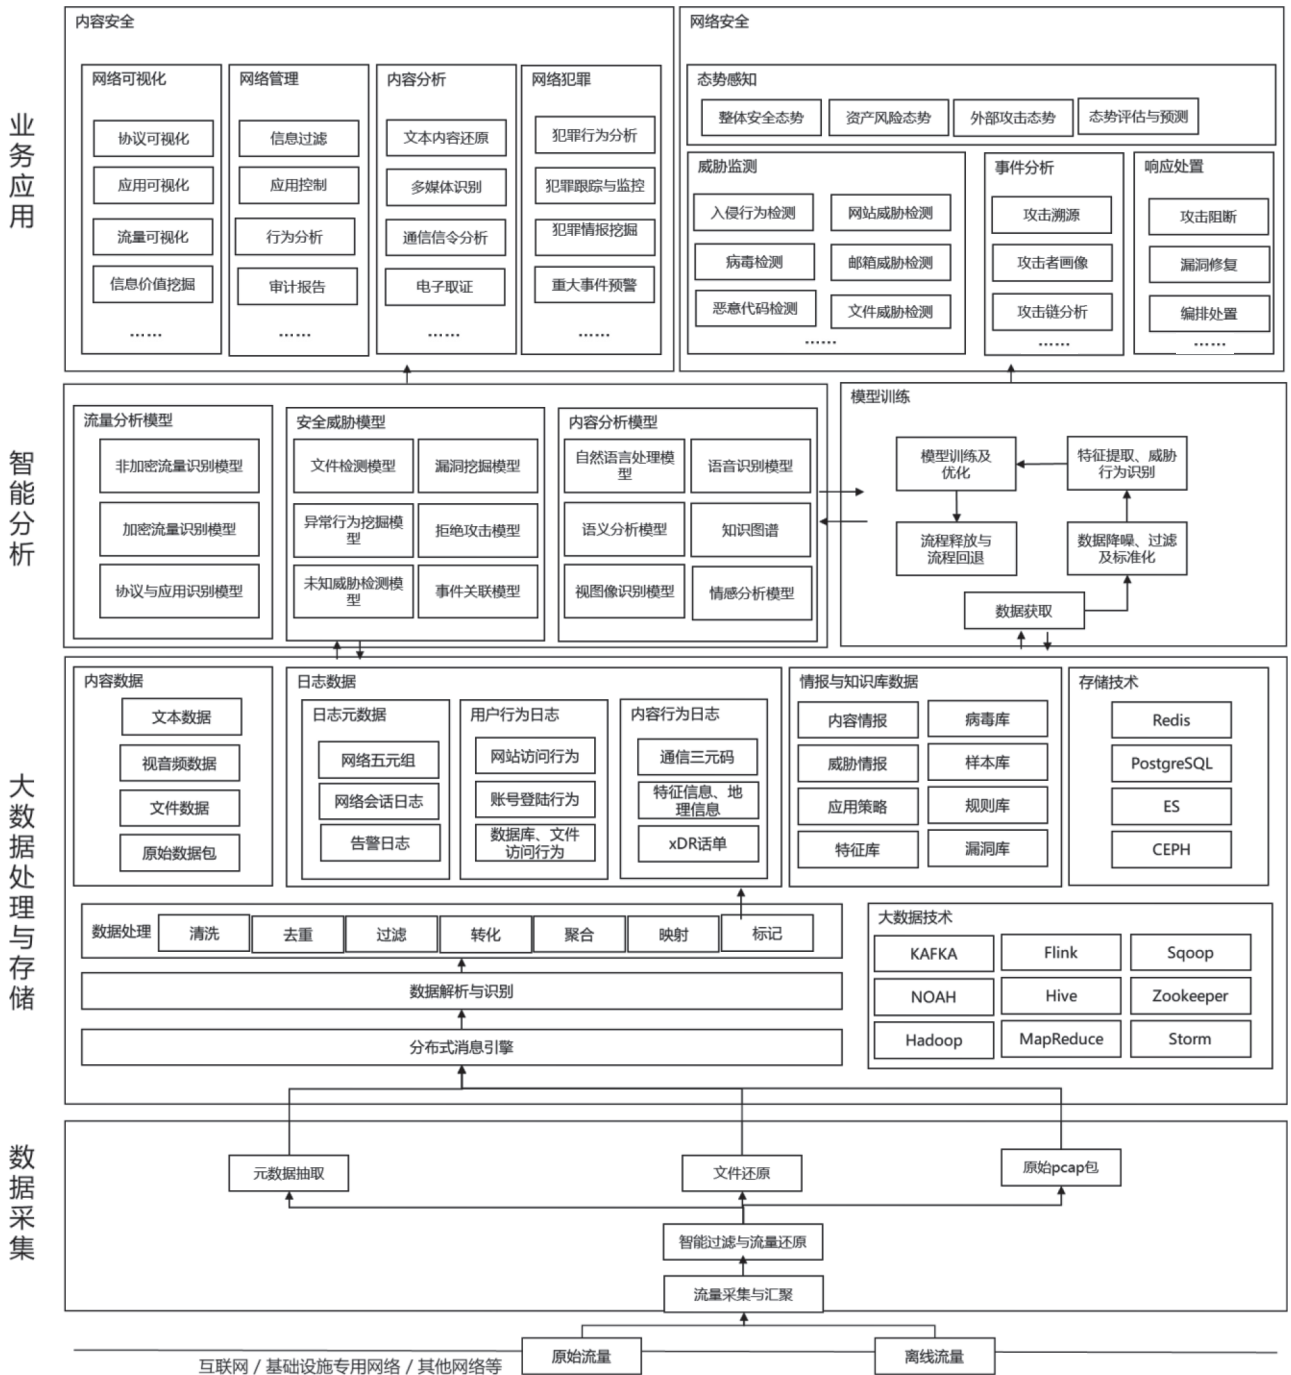 业务应用
内容安全
网络可视化
协议可视化
应用可视化
流量可视化
信息价值挖掘
……
网络管理
信息过滤
应用控制
行为分析
审计报告
……
内容分析
文本内容还原
多媒体识别
通信信令分析
电子取证
……
网络犯罪
犯罪行为分析
犯罪跟踪与监控
犯罪情报挖掘
重大事件预警
……
网络安全
态势感知
整体安全态势
资产风险态势
外部攻击态势
态势评估与预测
威胁监测
入侵行为检测
网站威胁检测
病毒检测
邮箱威胁检测
恶意代码检测
文件威胁检测
……
事件分析
攻击溯源
攻击者画像
攻击链分析
……
响应处置
攻击阻断
漏洞修复
编排处置
……
智能分析
流量分析模型
非加密流量识别模型
加密流量识别模型
协议与应用识别模型
安全威胁模型
文件检测模型
漏洞挖掘模型
异常行为挖掘模
型
拒绝攻击模型
未知威胁检测模
型
事件关联模型
内容分析模型
自然语言处理模
型
语音识别模型
语义分析模型
知识图谱
视图像识别模型
情感分析模型
模型训练
模型训练及
优化
特征提取、威胁
行为识别
流程释放与
流程回退
数据降噪、过滤
及标准化
数据获取
大数据处理与存储
内容数据
文本数据
视音频数据
文件数据
原始数据包
日志数据
日志元数据
网络五元组
网络会话日志
告警日志
用户行为日志
网站访问行为
账号登陆行为
数据库、文件
访问行为
内容行为日志
通信三元码
特征信息、地
理信息
xDR话单
情报与知识库数据
内容情报
病毒库
威胁情报
样本库
应用策略
规则库
特征库
漏洞库
存储技术
Redis
PostgreSQL
ES
CEPH
数据处理
清洗
去重
过滤
转化
聚合
映射
标记
数据解析与识别
分布式消息引擎
大数据技术
KAFKA
Flink
Sqoop
NOAH
Hive
Zookeeper
Hadoop
MapReduce
Storm
数据采集
元数据抽取
文件还原
原始pcap包
智能过滤与流量还原
流量采集与汇聚
原始流量
离线流量
互联网 / 基础设施专用网络 / 其他网络等